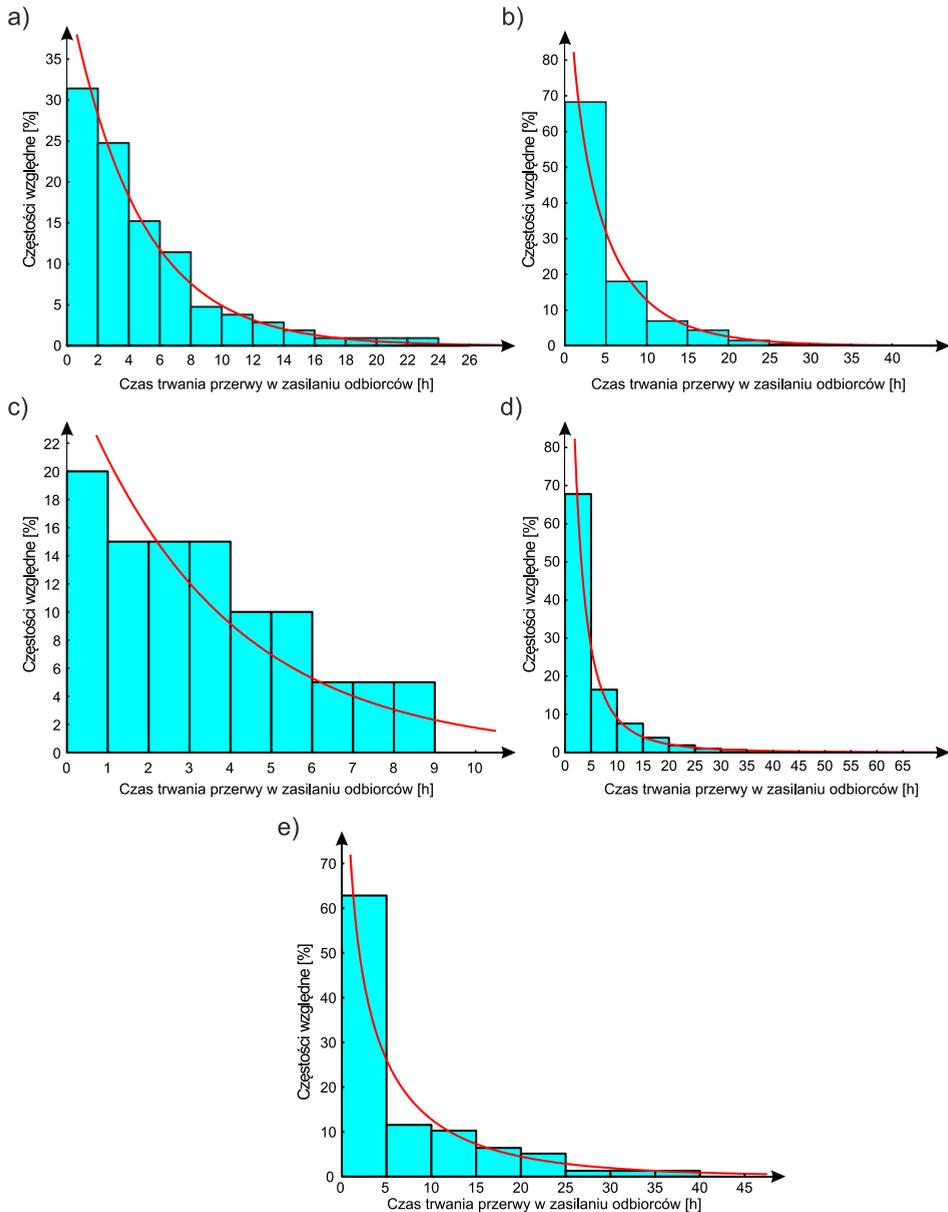 a)
Częstości względne [%]
35
30
25
20
15
10
5
0
0 2 4 6 8 10 12 14 16 18 20 22 24 26
Czas trwania przerwy w zasilaniu odbiorców [h]
b)
Częstości względne [%]
80
70
60
50
40
30
20
10
0
0 5 10 15 20 25 30 35 40
Czas trwania przerwy w zasilaniu odbiorców [h]
c)
Częstości względne [%]
22
20
18
16
14
12
10
8
6
4
2
0
0 1 2 3 4 5 6 7 8 9 10
Czas trwania przerwy w zasilaniu odbiorców [h]
d)
Częstości względne [%]
80
70
60
50
40
30
20
10
0
0 5 10 15 20 25 30 35 40 45 50 55 60 65
Czas trwania przerwy w zasilaniu odbiorców [h]
e)
Częstości względne [%]
70
60
50
40
30
20
10
0
0 5 10 15 20 25 30 35 40 45
Czas trwania przerwy w zasilaniu odbiorców [h]